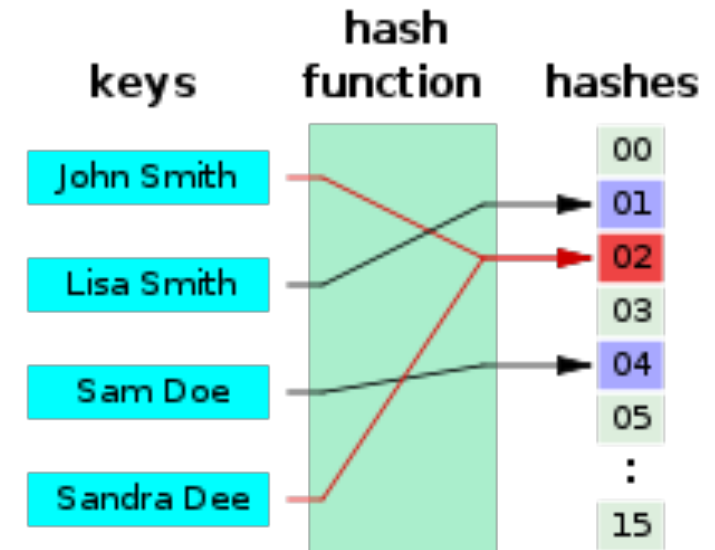 keys
hash
function
hashes
John Smith
Lisa Smith
Sam Doe
Sandra Dee
00
01
02
03
04
05
:
15